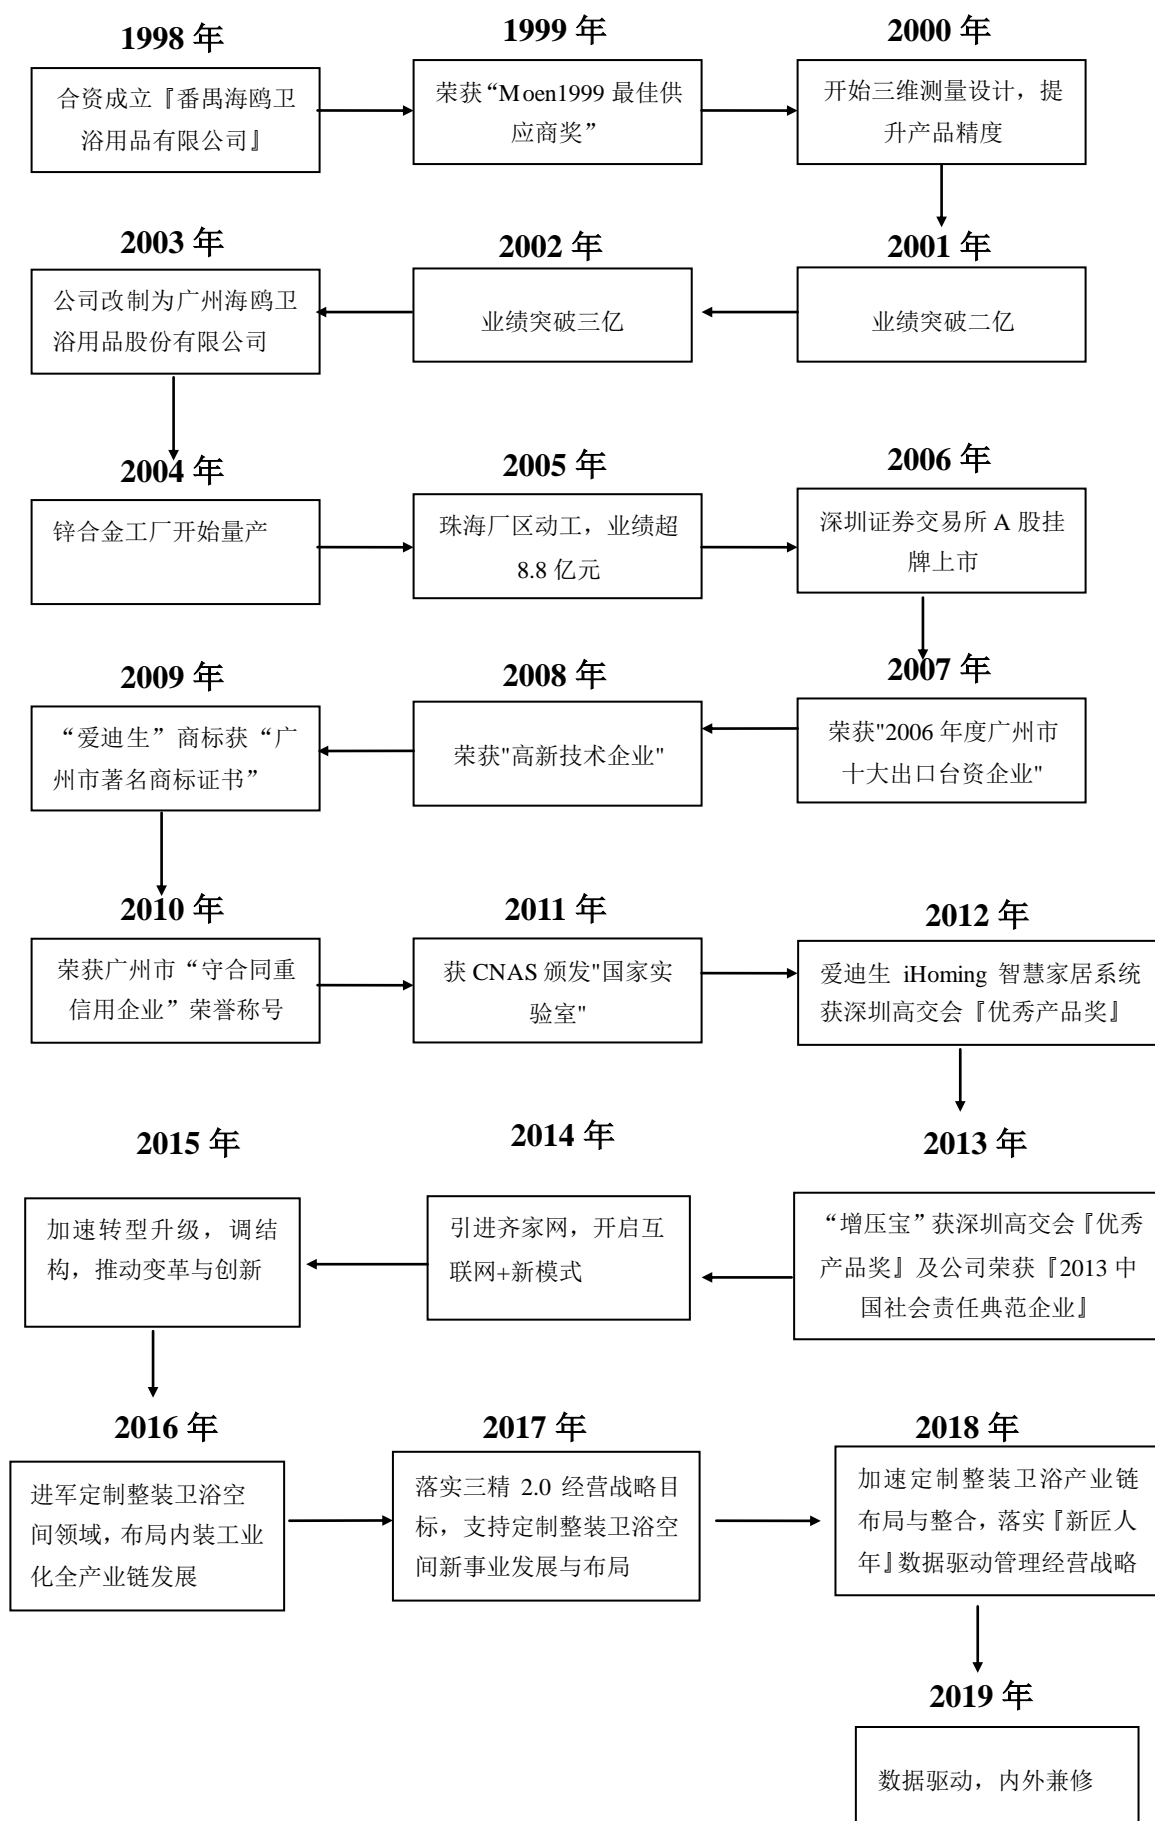 1998 年
合资成立『番禺海鸥卫
浴用品有限公司』
1999 年
荣获“Moen1999 最佳供
应商奖”
2000 年
开始三维测量设计，提
升产品精度
2001 年
业绩突破二亿
2002 年
业绩突破三亿
2003 年
公司改制为广州海鸥卫
浴用品股份有限公司
2004 年
锌合金工厂开始量产
2005 年
珠海厂区动工，业绩超
8.8 亿元
2006 年
深圳证券交易所 A 股挂
牌上市
2007 年
荣获"2006 年度广州市
十大出口台资企业"
2008 年
荣获"高新技术企业"
2009 年
“爱迪生”商标获“广
州市著名商标证书”
2010 年
荣获广州市“守合同重
信用企业”荣誉称号
2011 年
获 CNAS 颁发"国家实
验室"
2012 年
爱迪生 iHoming 智慧家居系统
获深圳高交会『优秀产品奖』
2013 年
“增压宝”获深圳高交会『优秀
产品奖』及公司荣获『2013 中
国社会责任典范企业』
2014 年
引进齐家网，开启互
联网+新模式
2015 年
加速转型升级，调结
构，推动变革与创新
2016 年
进军定制整装卫浴空
间领域，布局内装工业
化全产业链发展
2017 年
落实三精 2.0 经营战略目
标，支持定制整装卫浴空
间新事业发展与布局
2018 年
加速定制整装卫浴产业链
布局与整合，落实『新匠人
年』数据驱动管理经营战略
2019 年
数据驱动，内外兼修